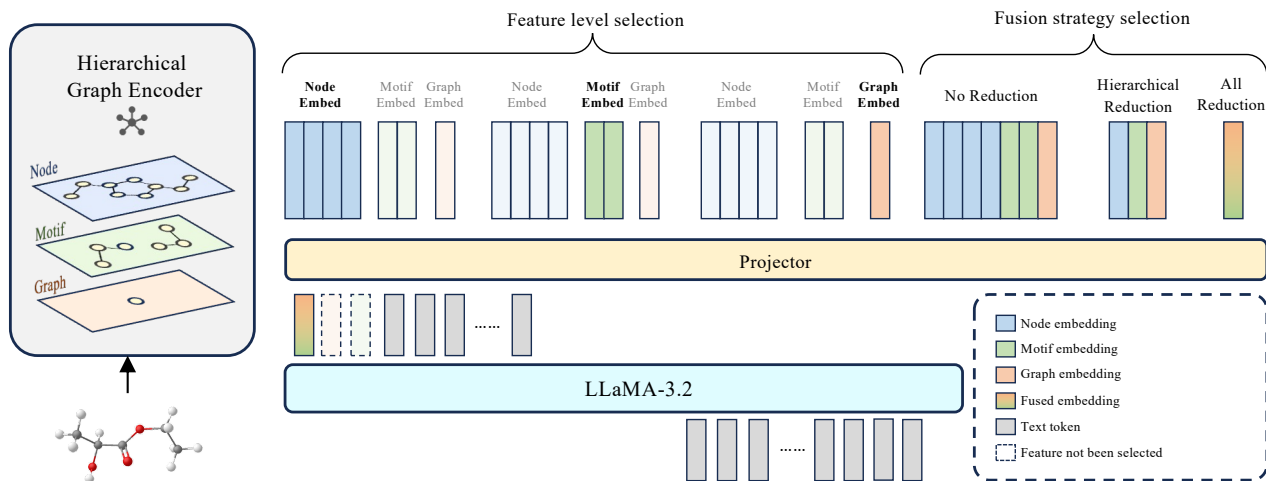 Feature level selection
Fusion strategy selection
Hierarchical
Graph Encoder
Node
Motif
Graph
Node
Embed
Motif
Embed
Graph
Embed
Node
Embed
Motif
Embed
Graph
Embed
Node
Embed
Motif
Embed
Graph
Embed
No Reduction
Hierarchical
Reduction
All
Reduction
Projector
......
LLaMA-3.2
......
Node embedding
Motif embedding
Graph embedding
Fused embedding
Text token
Feature not been selected